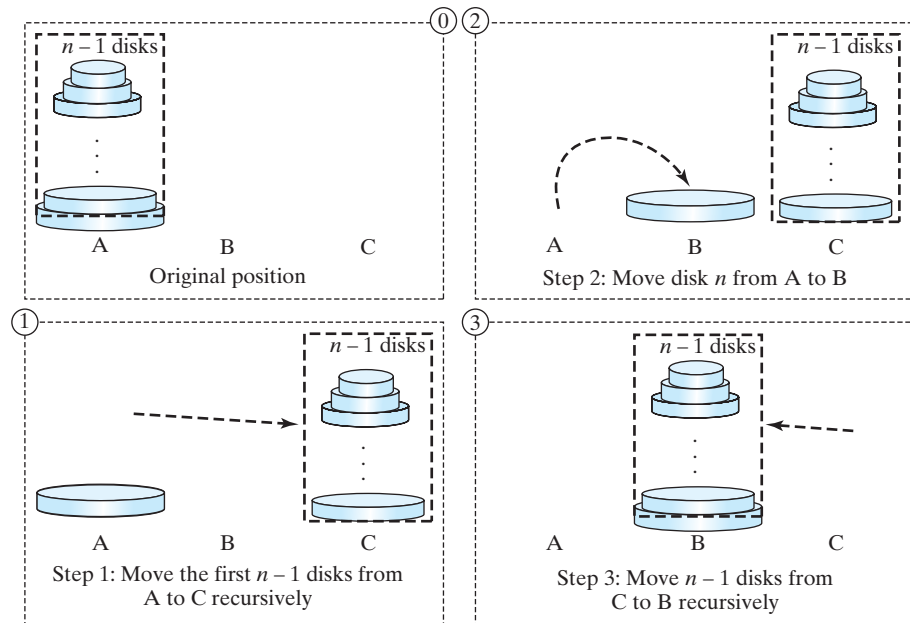 0
n – 1 disks
A B C
Original position
2
n – 1 disks
A B C
Step 2: Move disk n from A to B
1
n – 1 disks
A B C
Step 1: Move the first n – 1 disks from
A to C recursively
3
n – 1 disks
A B C
Step 3: Move n – 1 disks from
C to B recursively